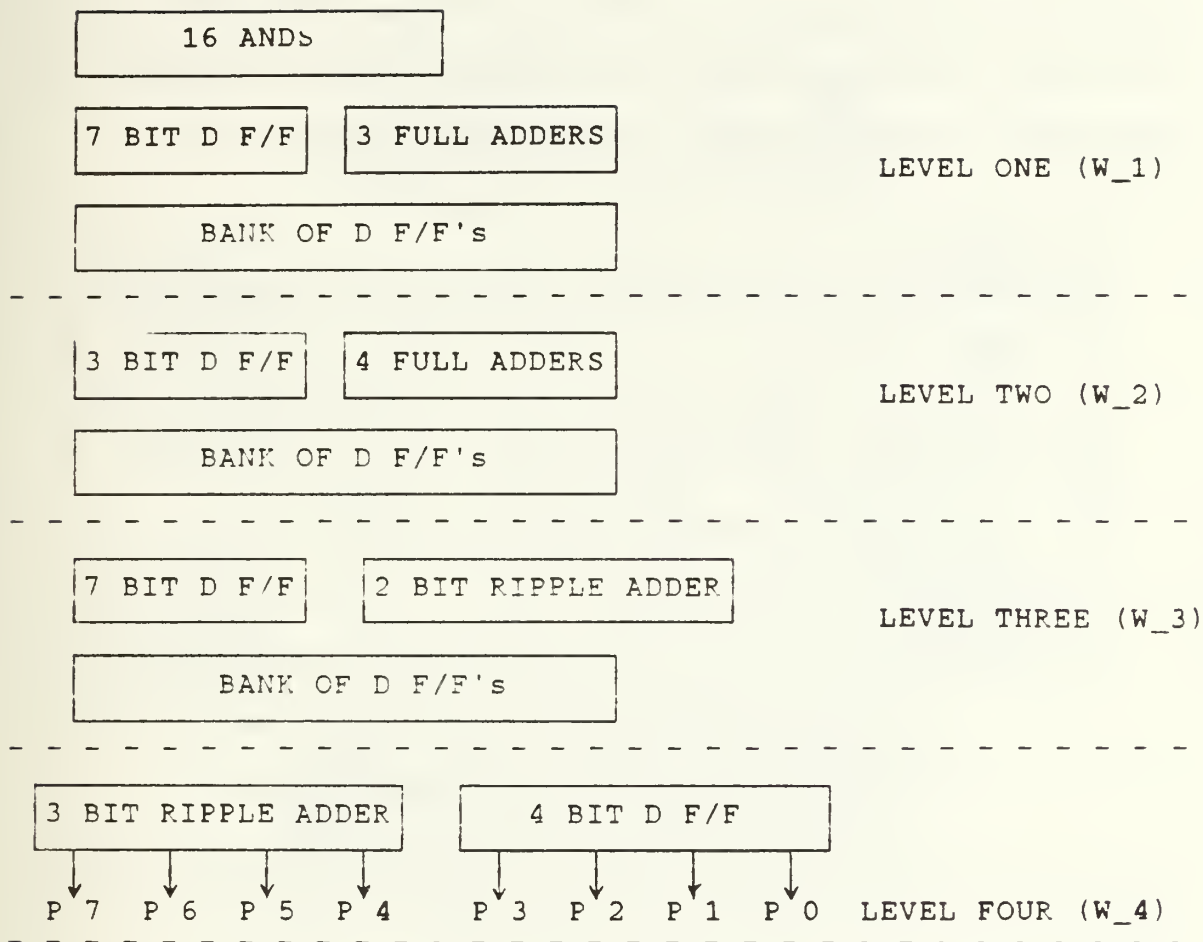 16 ANDS
7 BIT D F/F 3 FULL ADDERS
LEVEL ONE (W_1)
BANK OF D F/F's
3 BIT D F/F 4 FULL ADDERS
LEVEL TWO (W_2)
BANK OF D F/F's
7 BIT D F/F 2 BIT RIPPLE ADDER
LEVEL THREE (W_3)
BANK OF D F/F's
3 BIT RIPPLE ADDER 4 BIT D F/F
P 7 P 6 P 5 P 4 P 3 P 2 P 1 P 0 LEVEL FOUR (W_4)